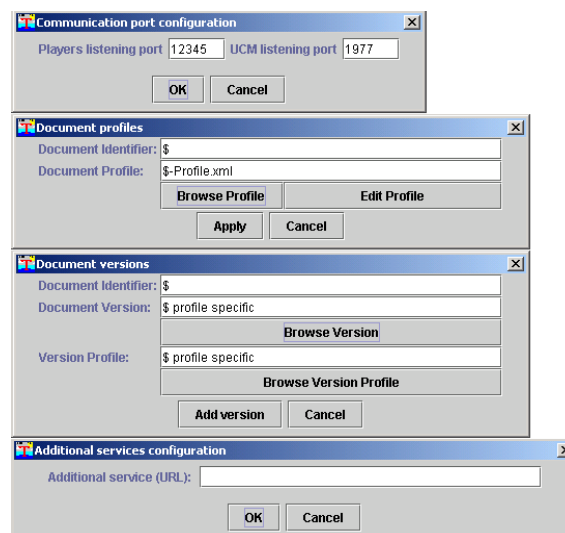 Communication port configuration
Players listening port 12345 UCM listening port 1977
OK Cancel
Document profiles
Document Identifier: $
Document Profile: $-Profile.xml
Browse Profile Edit Profile
Apply Cancel
Document versions
Document Identifier: $
Document Version: $ profile specific
Browse Version
Version Profile: $ profile specific
Browse Version Profile
Add version Cancel
Additional services configuration
Additional service (URL):
OK Cancel